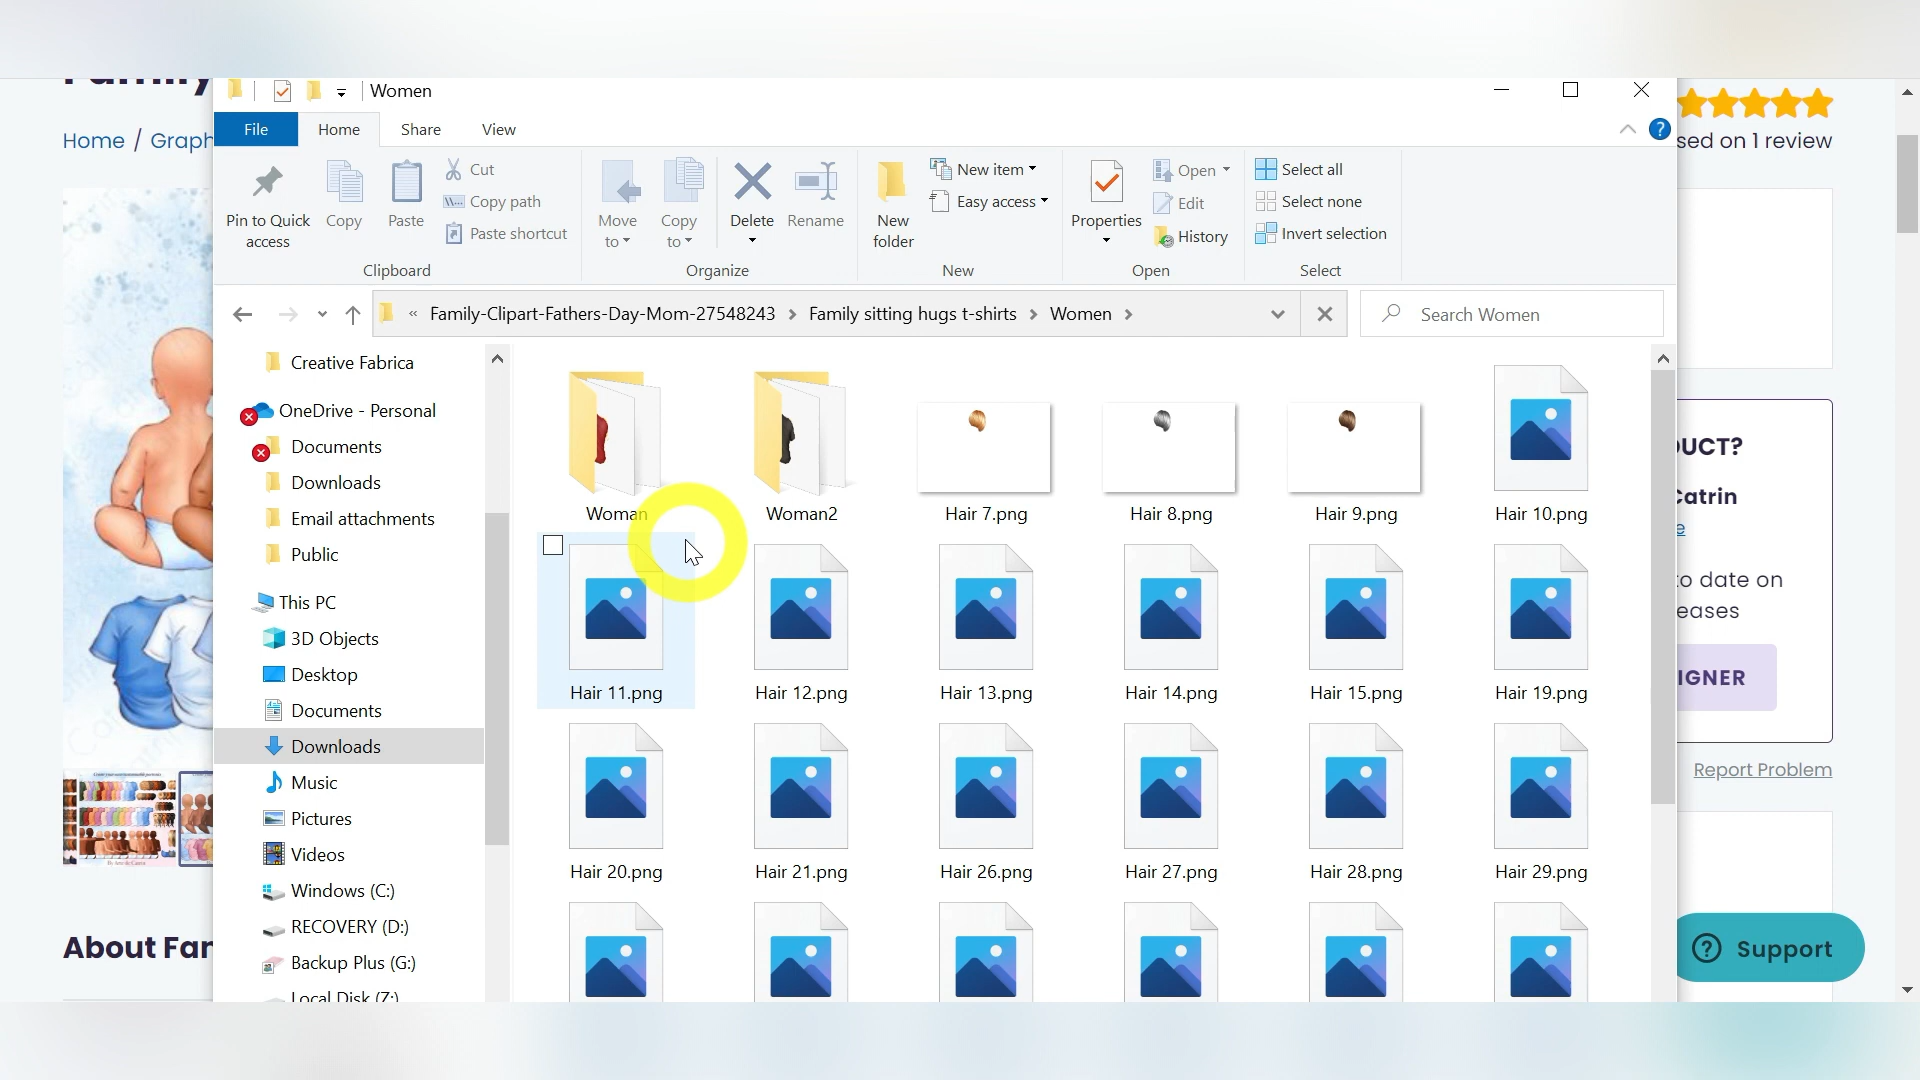 Family
Women
File
Home
Share
View
Home / Graph
sed on 1 review
Pin to Quick access
Copy
Paste
Cut
Copy path
Paste shortcut
Move to
Copy to
Delete
Rename
New folder
New item
Easy access
Properties
Open
Edit
History
Select all
Select none
Invert selection
Clipboard
Organize
New
Open
Select
« Family-Clipart-Fathers-Day-Mom-27548243 > Family sitting hugs t-shirts > Women >
Search Women
Creative Fabrica
OneDrive - Personal
Documents
Downloads
Email attachments
Public
This PC
3D Objects
Desktop
Documents
Downloads
Music
Pictures
Videos
Windows (C:)
RECOVERY (D:)
Backup Plus (G:)
Local Disk (Z:)
Woman
Woman2
Hair 7.png
Hair 8.png
Hair 9.png
Hair 10.png
Hair 11.png
Hair 12.png
Hair 13.png
Hair 14.png
Hair 15.png
Hair 19.png
Hair 20.png
Hair 21.png
Hair 26.png
Hair 27.png
Hair 28.png
Hair 29.png
UCT?
Catrin
e
to date on
eases
IGNER
Report Problem
About Far
? Support